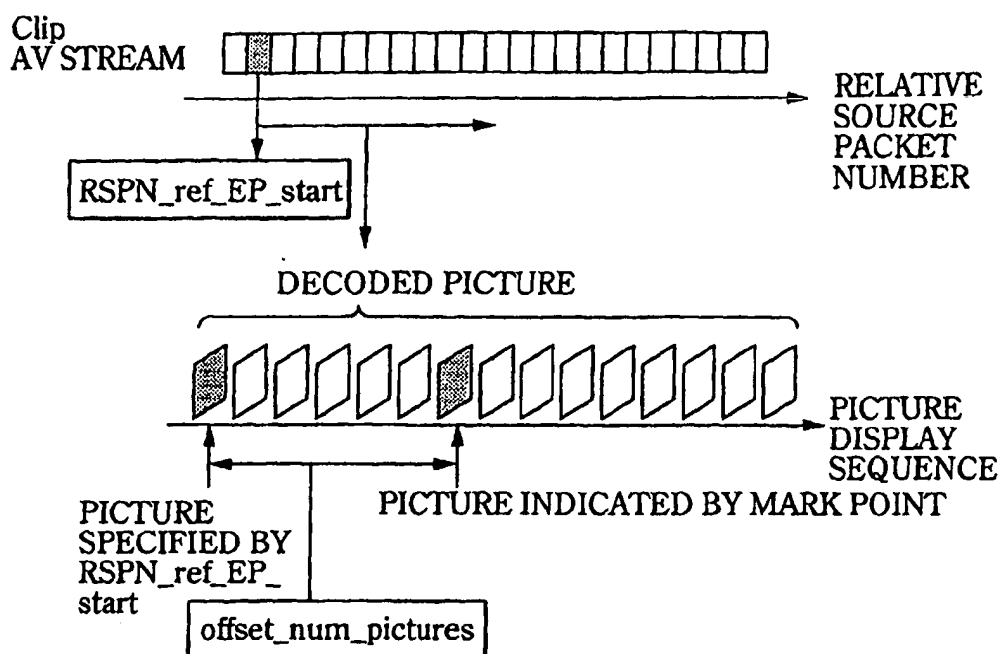 Clip
AV STREAM
RELATIVE
SOURCE
PACKET
NUMBER
RSPN_ref_EP_start
DECODED PICTURE
PICTURE
DISPLAY
SEQUENCE
PICTURE INDICATED BY MARK POINT
PICTURE
SPECIFIED BY
RSPN_ref_EP_
start
offset_num_pictures